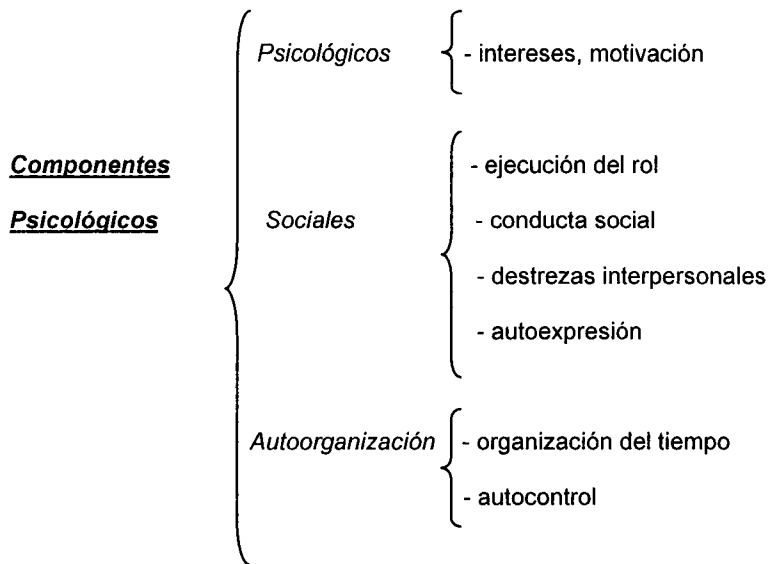 Psicológicos
- intereses, motivación
Componentes
Psicológicos
- ejecución del rol
Sociales
- conducta social
- destrezas interpersonales
- autoexpresión
Autoorganización
- organización del tiempo
- autocontrol